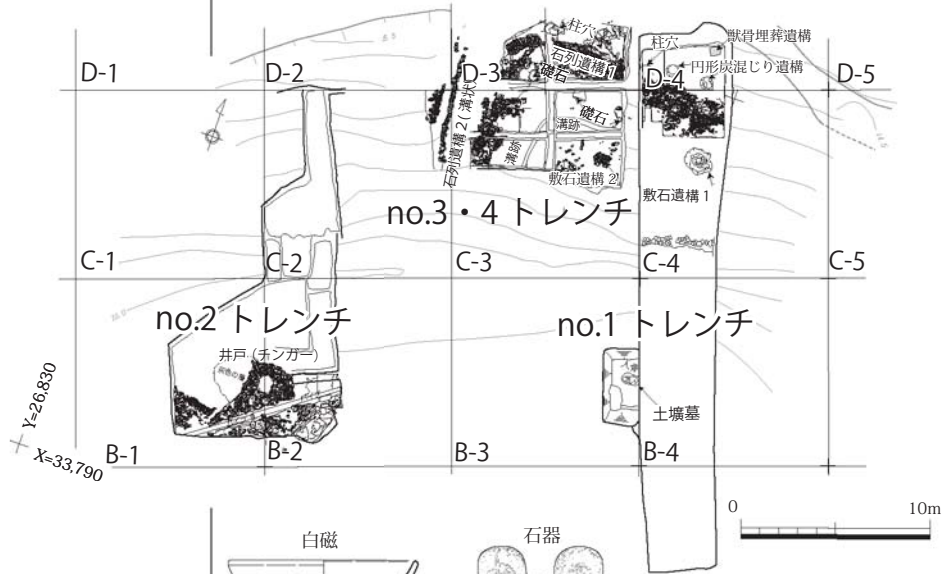 柱穴
石列遺構 1
礎石
柱穴
獣骨埋葬遺構
円形炭混じり遺構
D-1
D-2
D-3
D-4
D-5
石列遺構 2(溝状)
礎石
溝跡
溝跡
敷石遺構 2
敷石遺構 1
no.3・4 トレンチ
C-1
C-2
C-3
C-4
C-5
no.2 トレンチ
no.1 トレンチ
井戸(チンガー)
土壙墓
Y=26,830
X=33,790
B-1
B-2
B-3
B-4
0
10m
白磁
石器